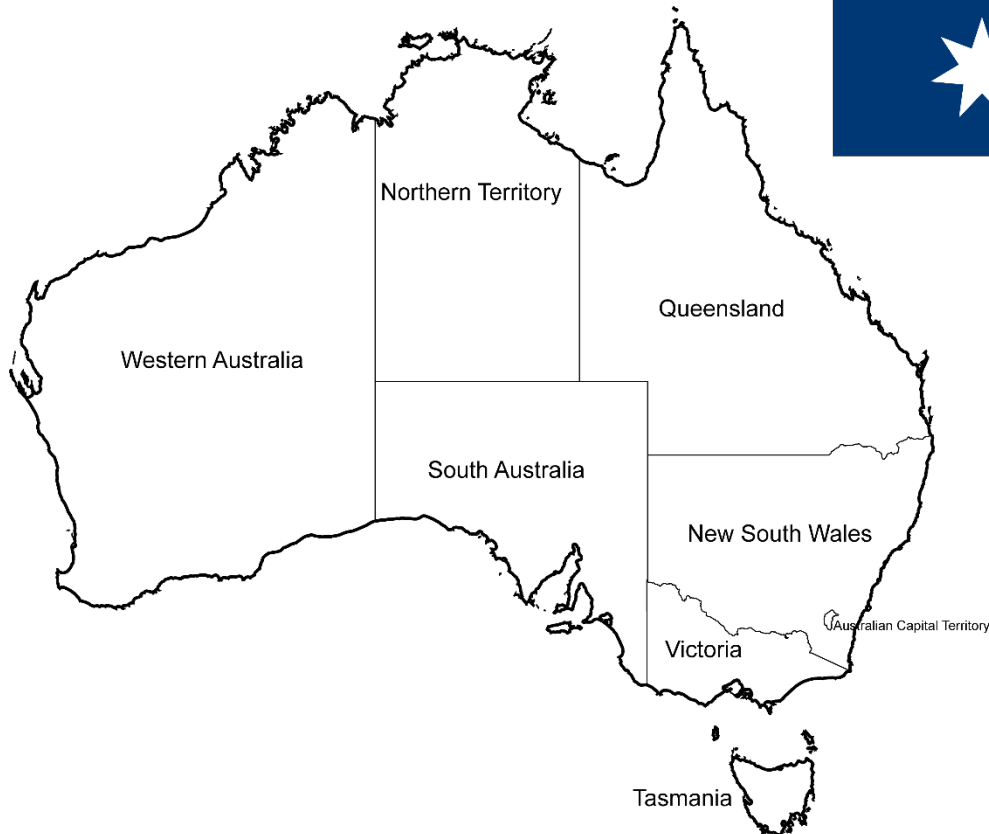 Northern Territory
Queensland
Western Australia
South Australia
New South Wales
Australian Capital Territory
Victoria
Tasmania